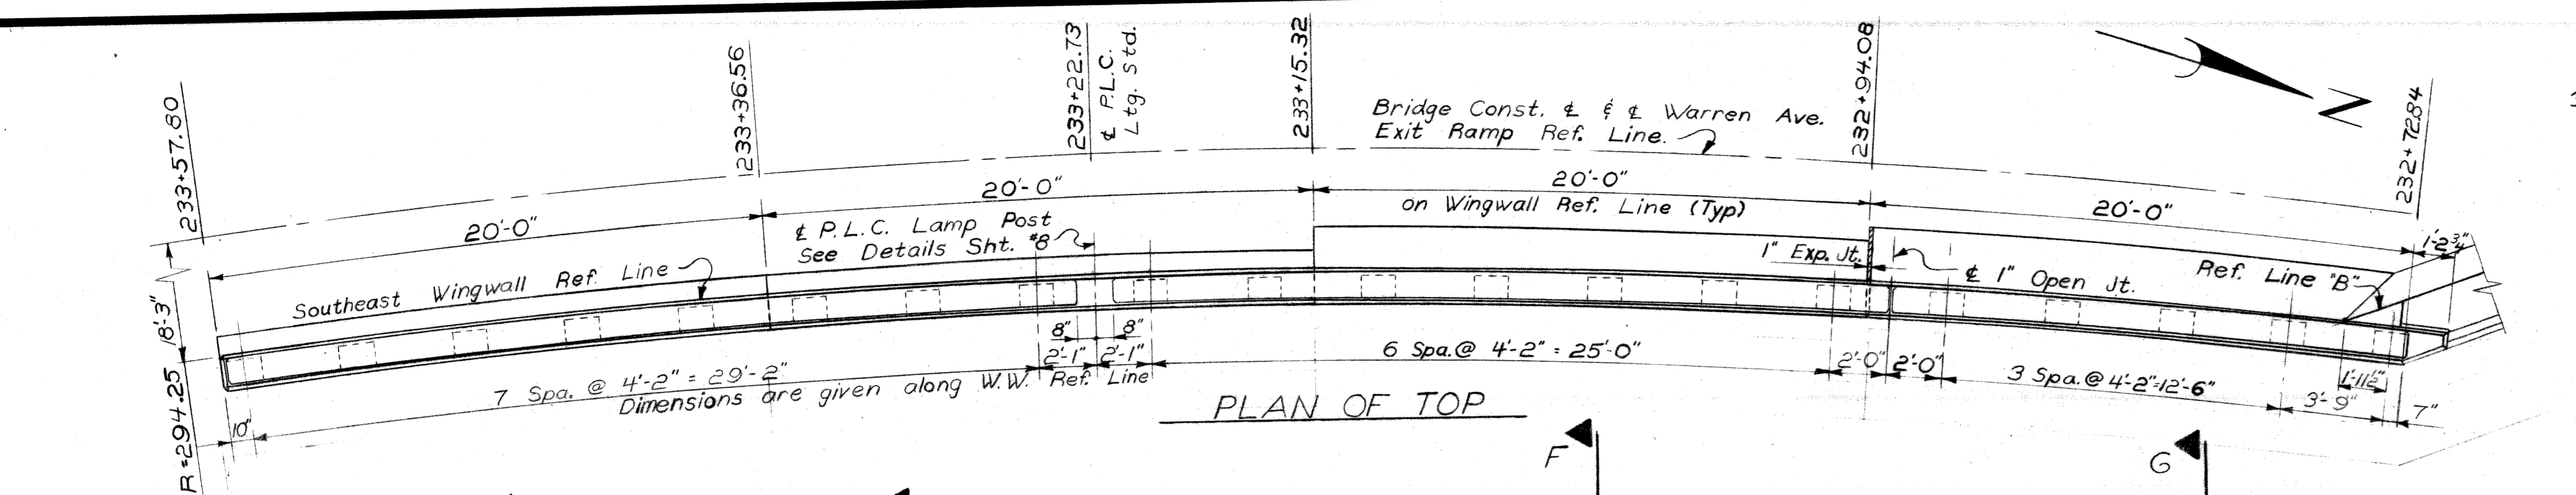 233+57.80
233+36.56
233+22.73
℄ P.L.C.
Ltg. Std.
233+15.32
232+94.08
232+72.84
N
Bridge Const. ℄ & ℄ Warren Ave.
Exit Ramp Ref. Line.
20'-0"
20'-0"
20'-0"
on Wingwall Ref. Line (Typ)
20'-0"
1'-2 3/4"
18'-3"
R=294.25
Southeast Wingwall Ref. Line
℄ P.L.C. Lamp Post
See Details Sht. #8
1" Exp. Jt.
℄ 1" Open Jt.
Ref. Line "B"
8"
8"
2'-1"
2'-1"
6 Spa.@ 4'-2" = 25'-0"
2'-0"
2'-0"
3 Spa.@ 4'-2"=12'-6"
1'-11½"
3'-9"
7"
10"
7 Spa. @ 4'-2" = 29'-2"
Dimensions are given along W.W. Ref. Line
PLAN OF TOP
F
G